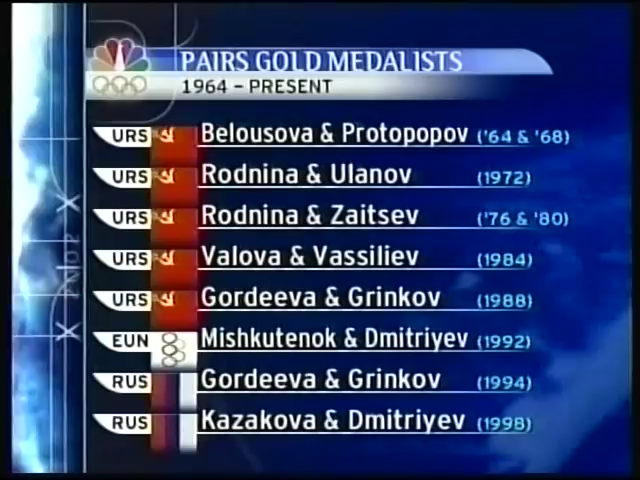 PAIRS GOLD MEDALISTS
1964 – PRESENT
URS Belousova & Protopopov ('64 & '68)
URS Rodnina & Ulanov (1972)
URS Rodnina & Zaitsev ('76 & '80)
URS Valova & Vassiliev (1984)
URS Gordeeva & Grinkov (1988)
EUN Mishkutenok & Dmitriyev (1992)
RUS Gordeeva & Grinkov (1994)
RUS Kazakova & Dmitriyev (1998)